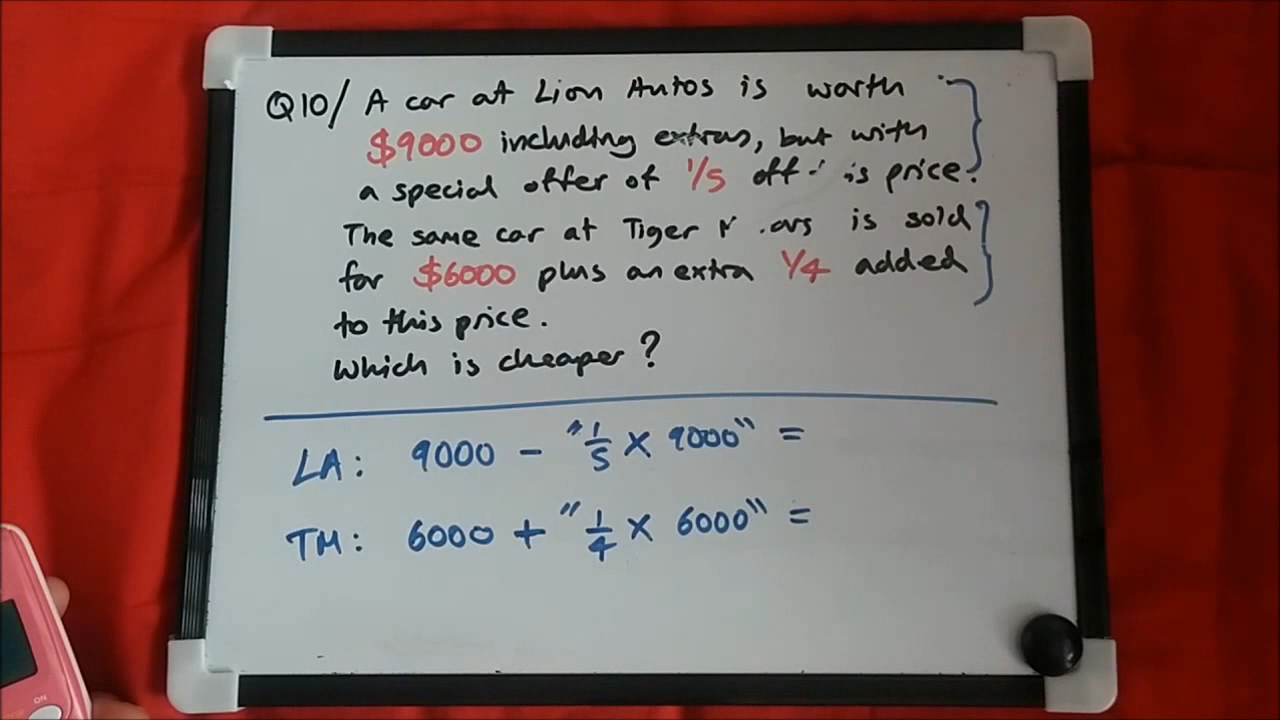 Q10/ A car at Lion Autos is worth
$9000 including extras, but with
a special offer of 1/5 off is price.
The same car at Tiger is sold
for $6000 plus an extra 1/4 added
to this price.
Which is cheaper?
LA: 9000 - "1/5 × 9000" =
TM: 6000 + "1/4 × 6000" =
ON